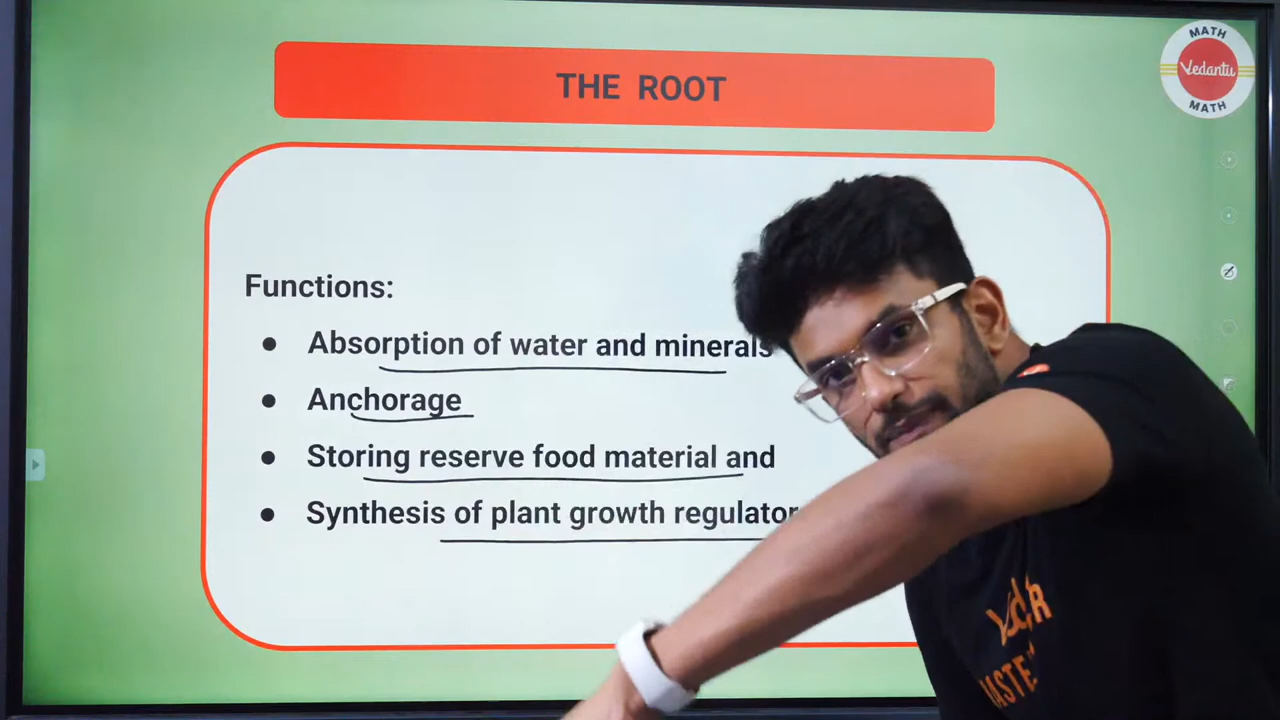 THE ROOT
MATH
Vedantu
MATH
Functions:
● Absorption of water and minerals
● Anchorage
● Storing reserve food material and
● Synthesis of plant growth regulator